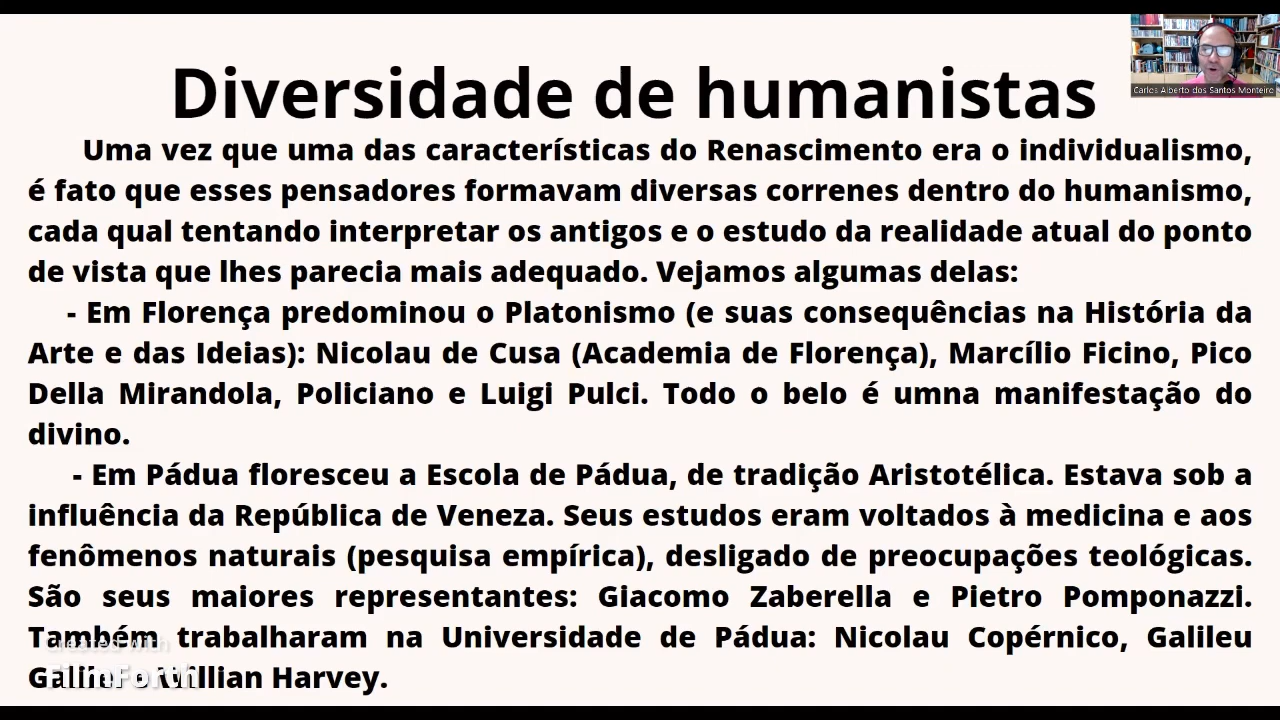 Diversidade de humanistas
Carlos Alberto dos Santos Monteiro
Uma vez que uma das características do Renascimento era o individualismo,
é fato que esses pensadores formavam diversas correnes dentro do humanismo,
cada qual tentando interpretar os antigos e o estudo da realidade atual do ponto
de vista que lhes parecia mais adequado. Vejamos algumas delas:
- Em Florença predominou o Platonismo (e suas consequências na História da
Arte e das Ideias): Nicolau de Cusa (Academia de Florença), Marcílio Ficino, Pico
Della Mirandola, Policiano e Luigi Pulci. Todo o belo é umna manifestação do
divino.
- Em Pádua floresceu a Escola de Pádua, de tradição Aristotélica. Estava sob a
influência da República de Veneza. Seus estudos eram voltados à medicina e aos
fenômenos naturais (pesquisa empírica), desligado de preocupações teológicas.
São seus maiores representantes: Giacomo Zaberella e Pietro Pomponazzi.
Também trabalharam na Universidade de Pádua: Nicolau Copérnico, Galileu
Harvey.
Created With
FilmForth